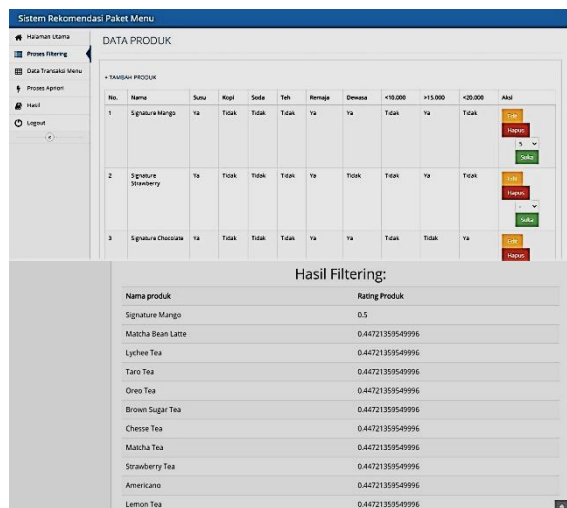 Sistem Rekomendasi Paket Menu
Halaman Utama
Proses Filtering
Data Transaksi Menu
Proses Apriori
Hasil
Logout
DATA PRODUK
+ TAMBAH PRODUK
No. Nama Susu Kopi Soda Teh Remaja Dewasa <10.000 >15.000 <20.000 Aksi
1 Signature Mango Ya Tidak Tidak Tidak Ya Ya Tidak Ya Tidak Edit
Hapus
5
Suka
2 Signature Strawberry Ya Tidak Tidak Tidak Ya Tidak Tidak Ya Tidak Edit
Hapus
-
Suka
3 Signature Chocolate Ya Tidak Tidak Tidak Ya Ya Tidak Tidak Ya Edit
Hapus
Hasil Filtering:
Nama produk Rating Produk
Signature Mango 0.5
Matcha Bean Latte 0.44721359549996
Lychee Tea 0.44721359549996
Taro Tea 0.44721359549996
Oreo Tea 0.44721359549996
Brown Sugar Tea 0.44721359549996
Chesse Tea 0.44721359549996
Matcha Tea 0.44721359549996
Strawberry Tea 0.44721359549996
Americano 0.44721359549996
Lemon Tea 0.44721359549996